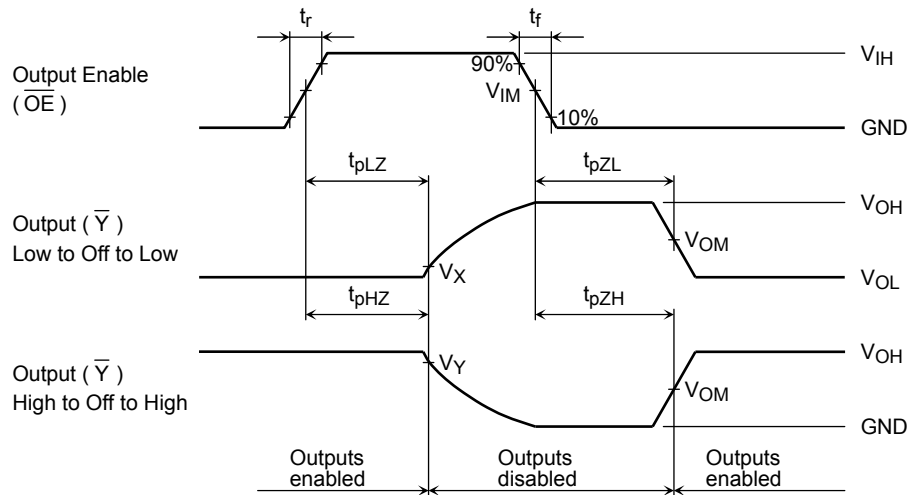 tr
tf
VIH
90%
Output Enable
( OE )
VIM
10%
GND
tpLZ
tpZL
VOH
Output ( Y )
Low to Off to Low
VOM
VX
VOL
tpHZ
tpZH
VOH
VY
Output ( Y )
High to Off to High
VOM
GND
Outputs
enabled
Outputs
disabled
Outputs
enabled